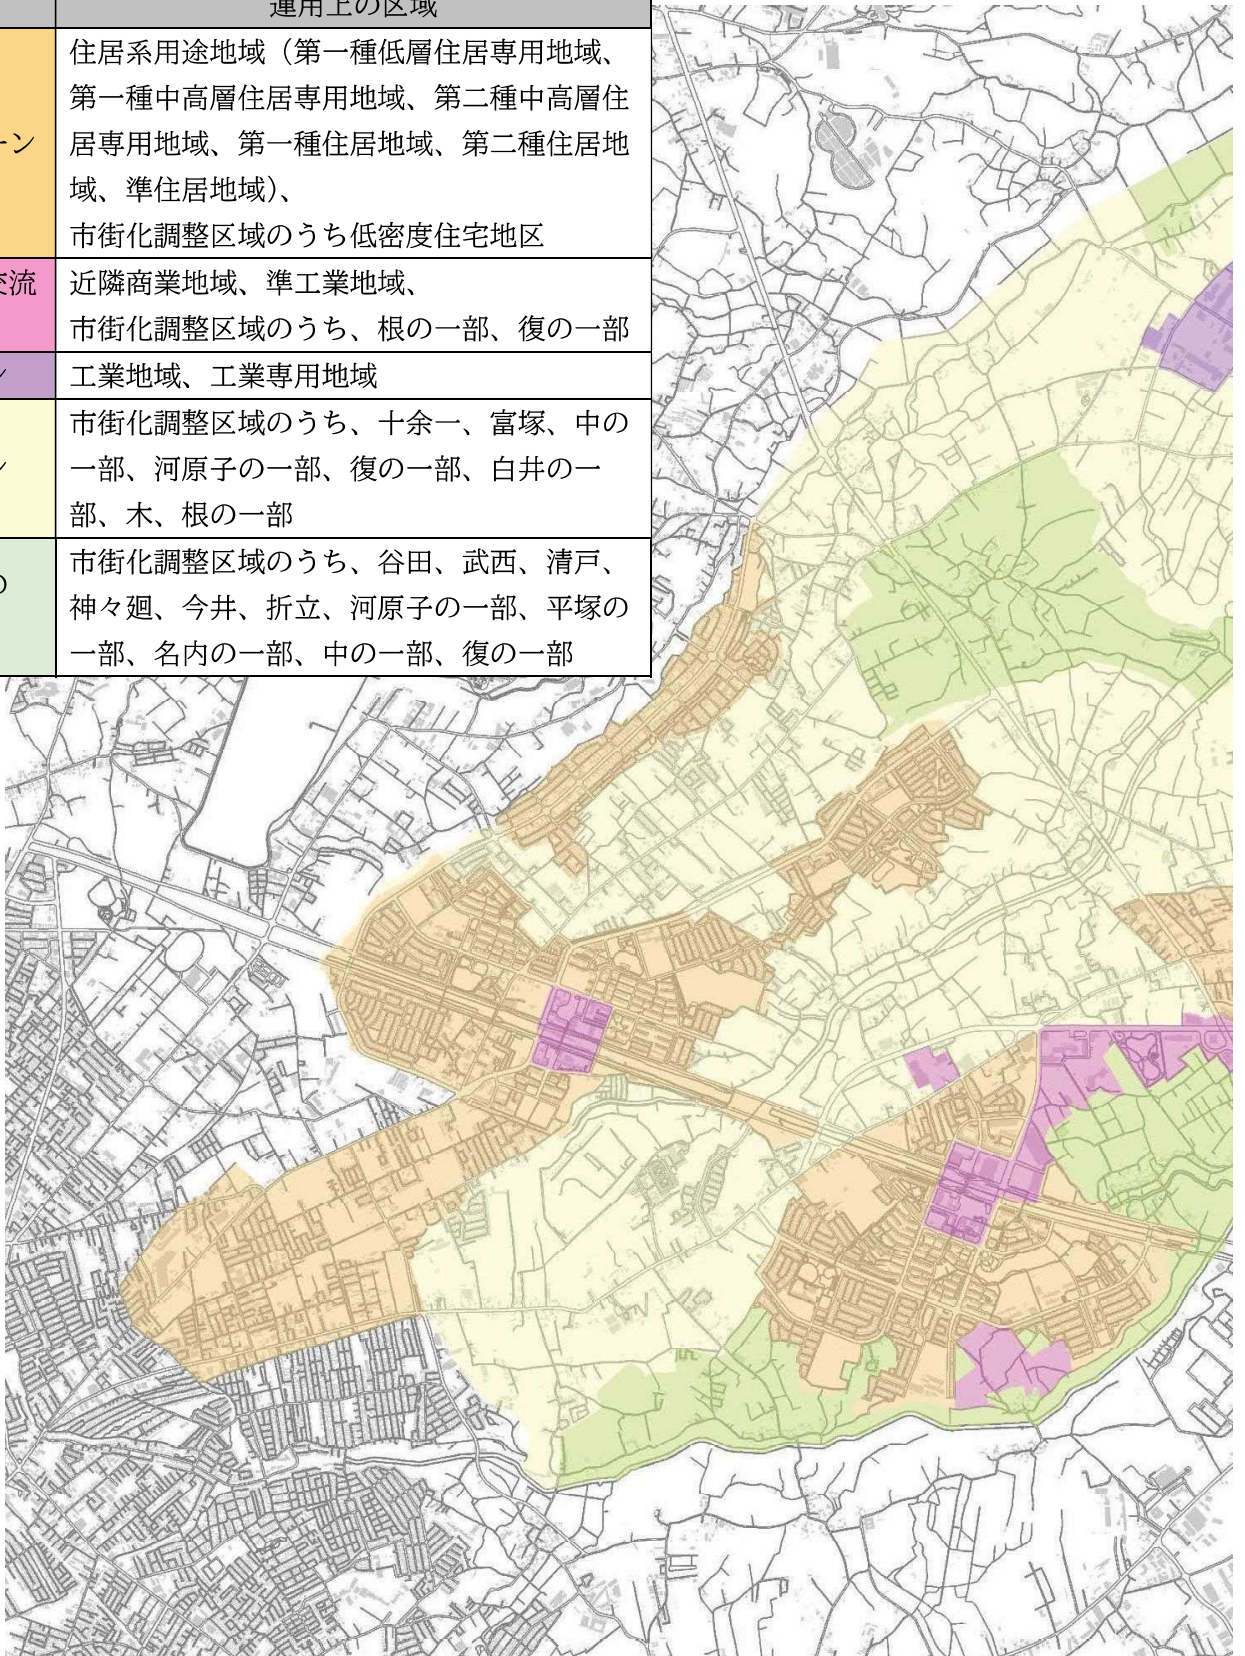 運用上の区域
住居系用途地域（第一種低層住居専用地域、
第一種中高層住居専用地域、第二種中高層住
ーン
居専用地域、第一種住居地域、第二種住居地
域、準住居地域）、
市街化調整区域のうち低密度住宅地区
交流
近隣商業地域、準工業地域、
市街化調整区域のうち、根の一部、復の一部
ン
工業地域、工業専用地域
市街化調整区域のうち、十余一、富塚、中の
ン
一部、河原子の一部、復の一部、白井の一
部、木、根の一部
の
市街化調整区域のうち、谷田、武西、清戸、
神々廻、今井、折立、河原子の一部、平塚の
一部、名内の一部、中の一部、復の一部